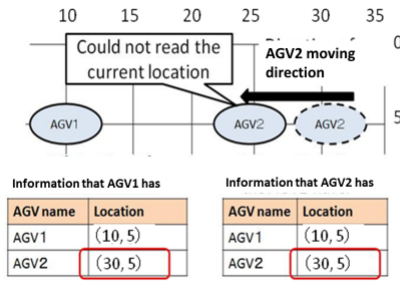 10 15 20 25 30 35
0
Could not read the
current location
AGV2 moving
direction
AGV1 AGV2 AGV2
5
Information that AGV1 has
AGV name Location
AGV1 (10, 5)
AGV2 (30, 5)
Information that AGV2 has
AGV name Location
AGV1 (10, 5)
AGV2 (30, 5)